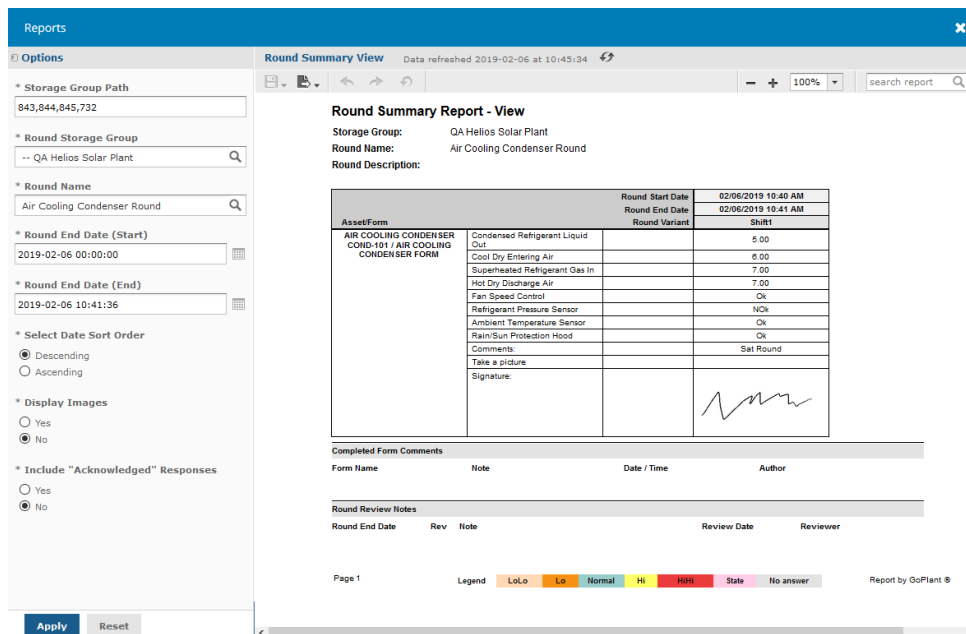 Reports
Options
Round Summary View Data refreshed 2019-02-06 at 10:45:34
* Storage Group Path
843,844,845,732
* Round Storage Group
-- QA Helios Solar Plant
* Round Name
Air Cooling Condenser Round
* Round End Date (Start)
2019-02-06 00:00:00
* Round End Date (End)
2019-02-06 10:41:36
* Select Date Sort Order
Descending
Ascending
* Display Images
Yes
No
* Include "Acknowledged" Responses
Yes
No
Apply Reset
100% search report
Round Summary Report - View
Storage Group: QA Helios Solar Plant
Round Name: Air Cooling Condenser Round
Round Description:
Round Start Date 02/06/2019 10:40 AM
Round End Date 02/06/2019 10:41 AM
Asset/Form Round Variant Shift1
AIR COOLING CONDENSER
COND-101 / AIR COOLING
CONDENSER FORM
Condensed Refrigerant Liquid
Out 5.00
Cool Dry Entering Air 6.00
Superheated Refrigerant Gas In 7.00
Hot Dry Discharge Air 7.00
Fan Speed Control Ok
Refrigerant Pressure Sensor NOk
Ambient Temperature Sensor Ok
Rain/Sun Protection Hood Ok
Comments: Sat Round
Take a picture
Signature:
Completed Form Comments
Form Name Note Date / Time Author
Round Review Notes
Round End Date Rev Note Review Date Reviewer
Page 1 Legend LoLo Lo Normal Hi HiHi State No answer Report by GoPlant ®